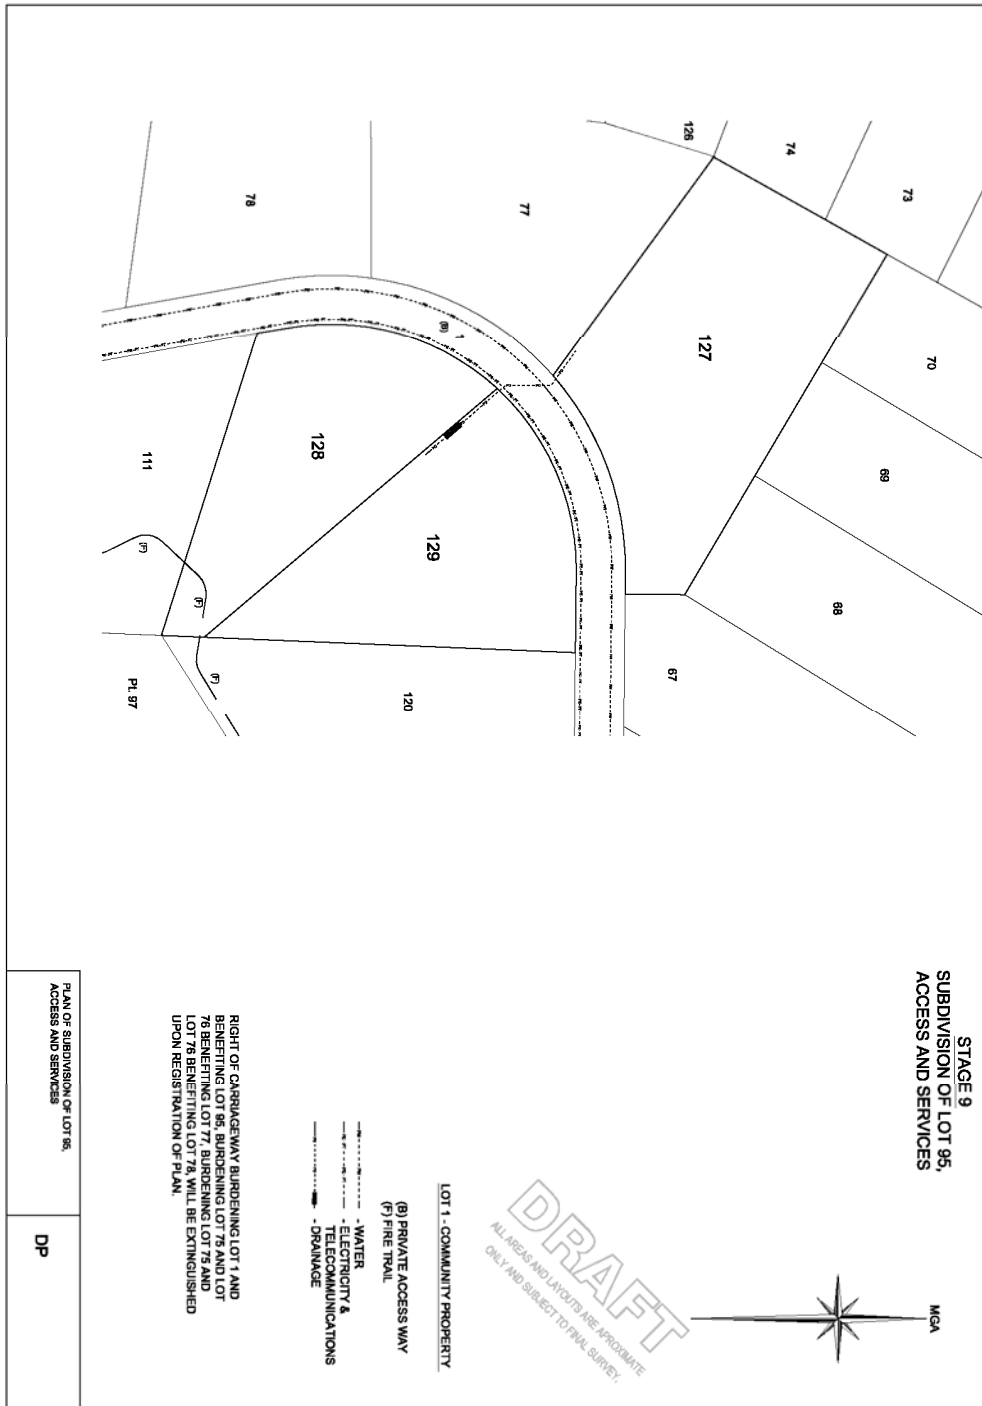 STAGE 9
SUBDIVISION OF LOT 95,
ACCESS AND SERVICES
MGA
126
74
73
77
78
127
70
69
68
67
(B)
1
128
129
111
120
(F)
(F)
(F)
Pt. 97
DRAFT
ALL AREAS AND LAYOUTS ARE APROXIMATE
ONLY AND SUBJECT TO FINAL SURVEY.
LOT 1 - COMMUNITY PROPERTY
(B) PRIVATE ACCESS WAY
(F) FIRE TRAIL
- WATER
- ELECTRICITY &
TELECOMMUNICATIONS
- DRAINAGE
RIGHT OF CARRIAGEWAY BURDENING LOT 1 AND
BENEFITING LOT 95, BURDENING LOT 75 AND LOT
76 BENEFITING LOT 77, BURDENING LOT 75 AND
LOT 76 BENEFITING LOT 78, WILL BE EXTINGUISHED
UPON REGISTRATION OF PLAN.
PLAN OF SUBDIVISION OF LOT 95,
ACCESS AND SERVICES
DP